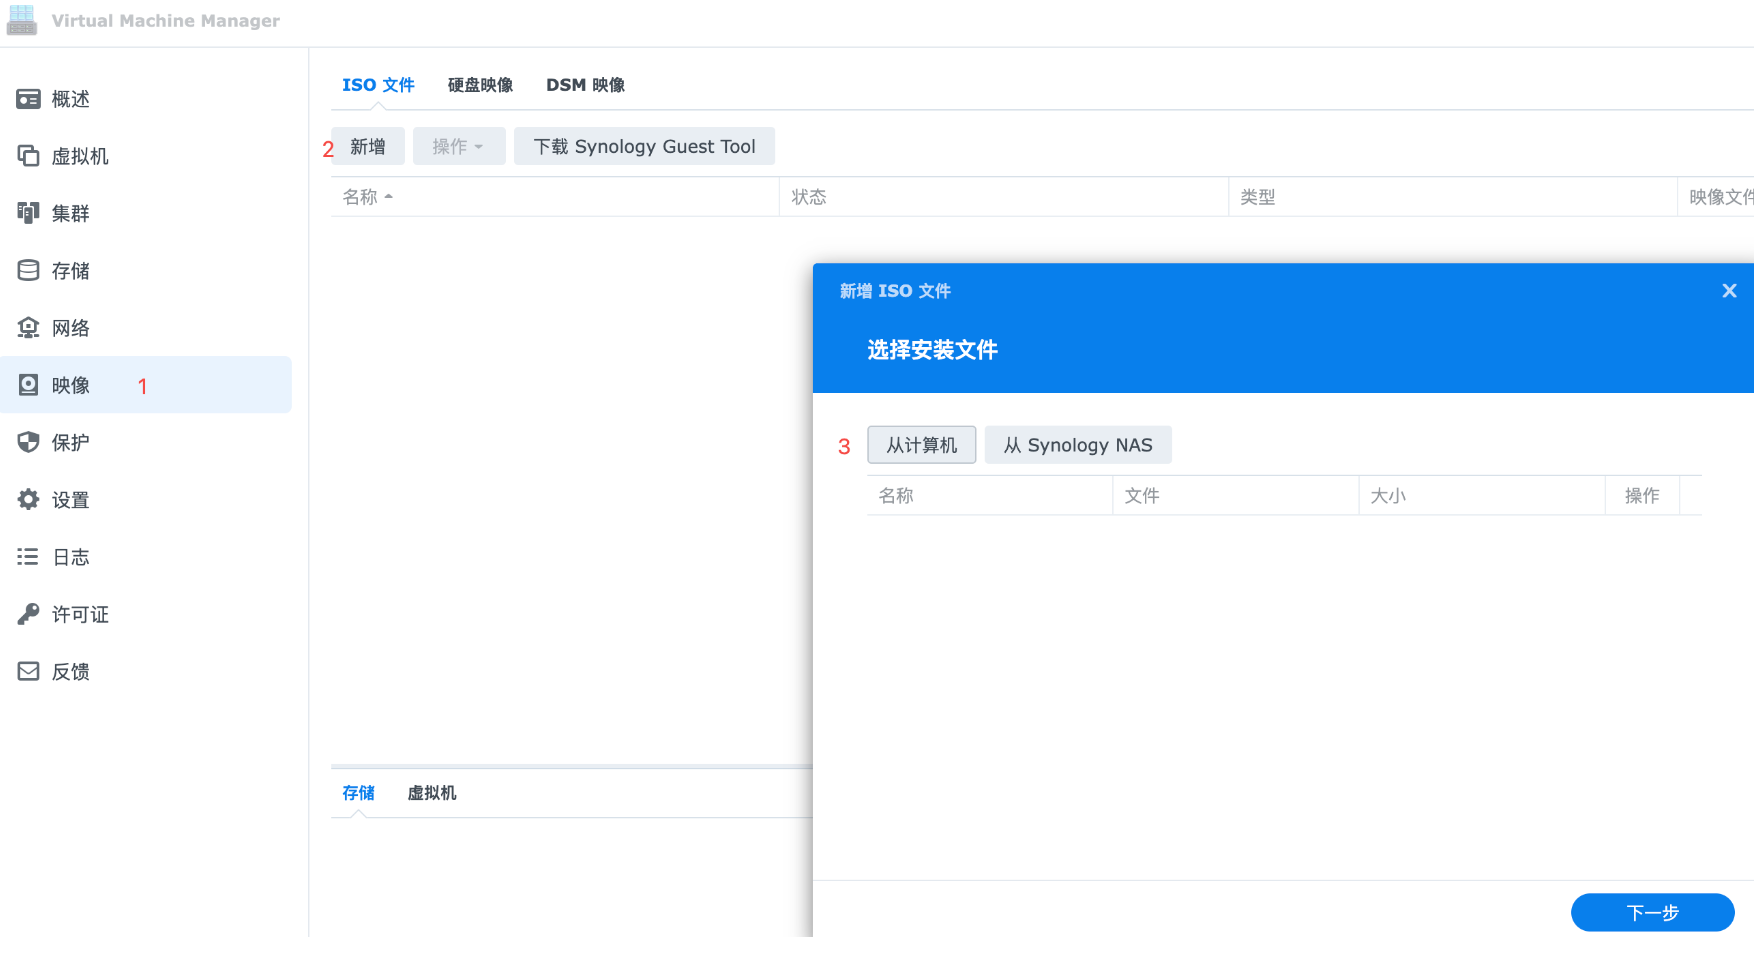 Virtual Machine Manager
概述
虚拟机
集群
存储
网络
映像 1
保护
设置
日志
许可证
反馈
ISO 文件 硬盘映像 DSM 映像
2 新增 操作 下载 Synology Guest Tool
名称 状态 类型 映像文件
新增 ISO 文件 X
选择安装文件
3 从计算机 从 Synology NAS
名称 文件 大小 操作
存储 虚拟机
下一步